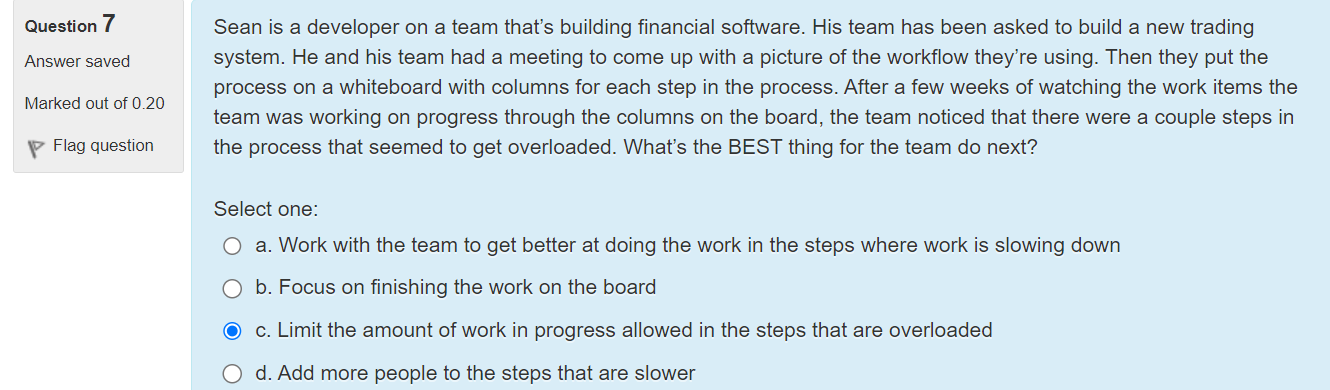 Question 7
Answer saved
Marked out of 0.20
Flag question
Sean is a developer on a team that’s building financial software. His team has been asked to build a new trading
system. He and his team had a meeting to come up with a picture of the workflow they’re using. Then they put the
process on a whiteboard with columns for each step in the process. After a few weeks of watching the work items the
team was working on progress through the columns on the board, the team noticed that there were a couple steps in
the process that seemed to get overloaded. What’s the BEST thing for the team do next?
Select one:
a. Work with the team to get better at doing the work in the steps where work is slowing down
b. Focus on finishing the work on the board
c. Limit the amount of work in progress allowed in the steps that are overloaded
d. Add more people to the steps that are slower